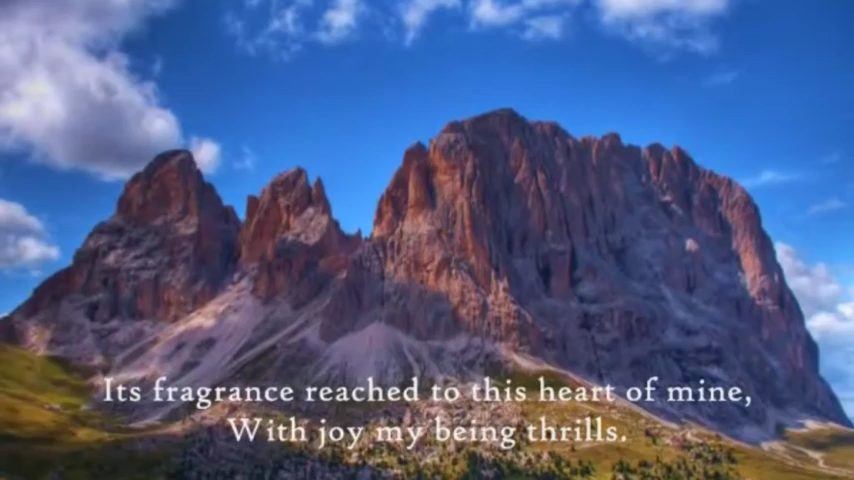 Its fragrance reached to this heart of mine,
With joy my being thrills.